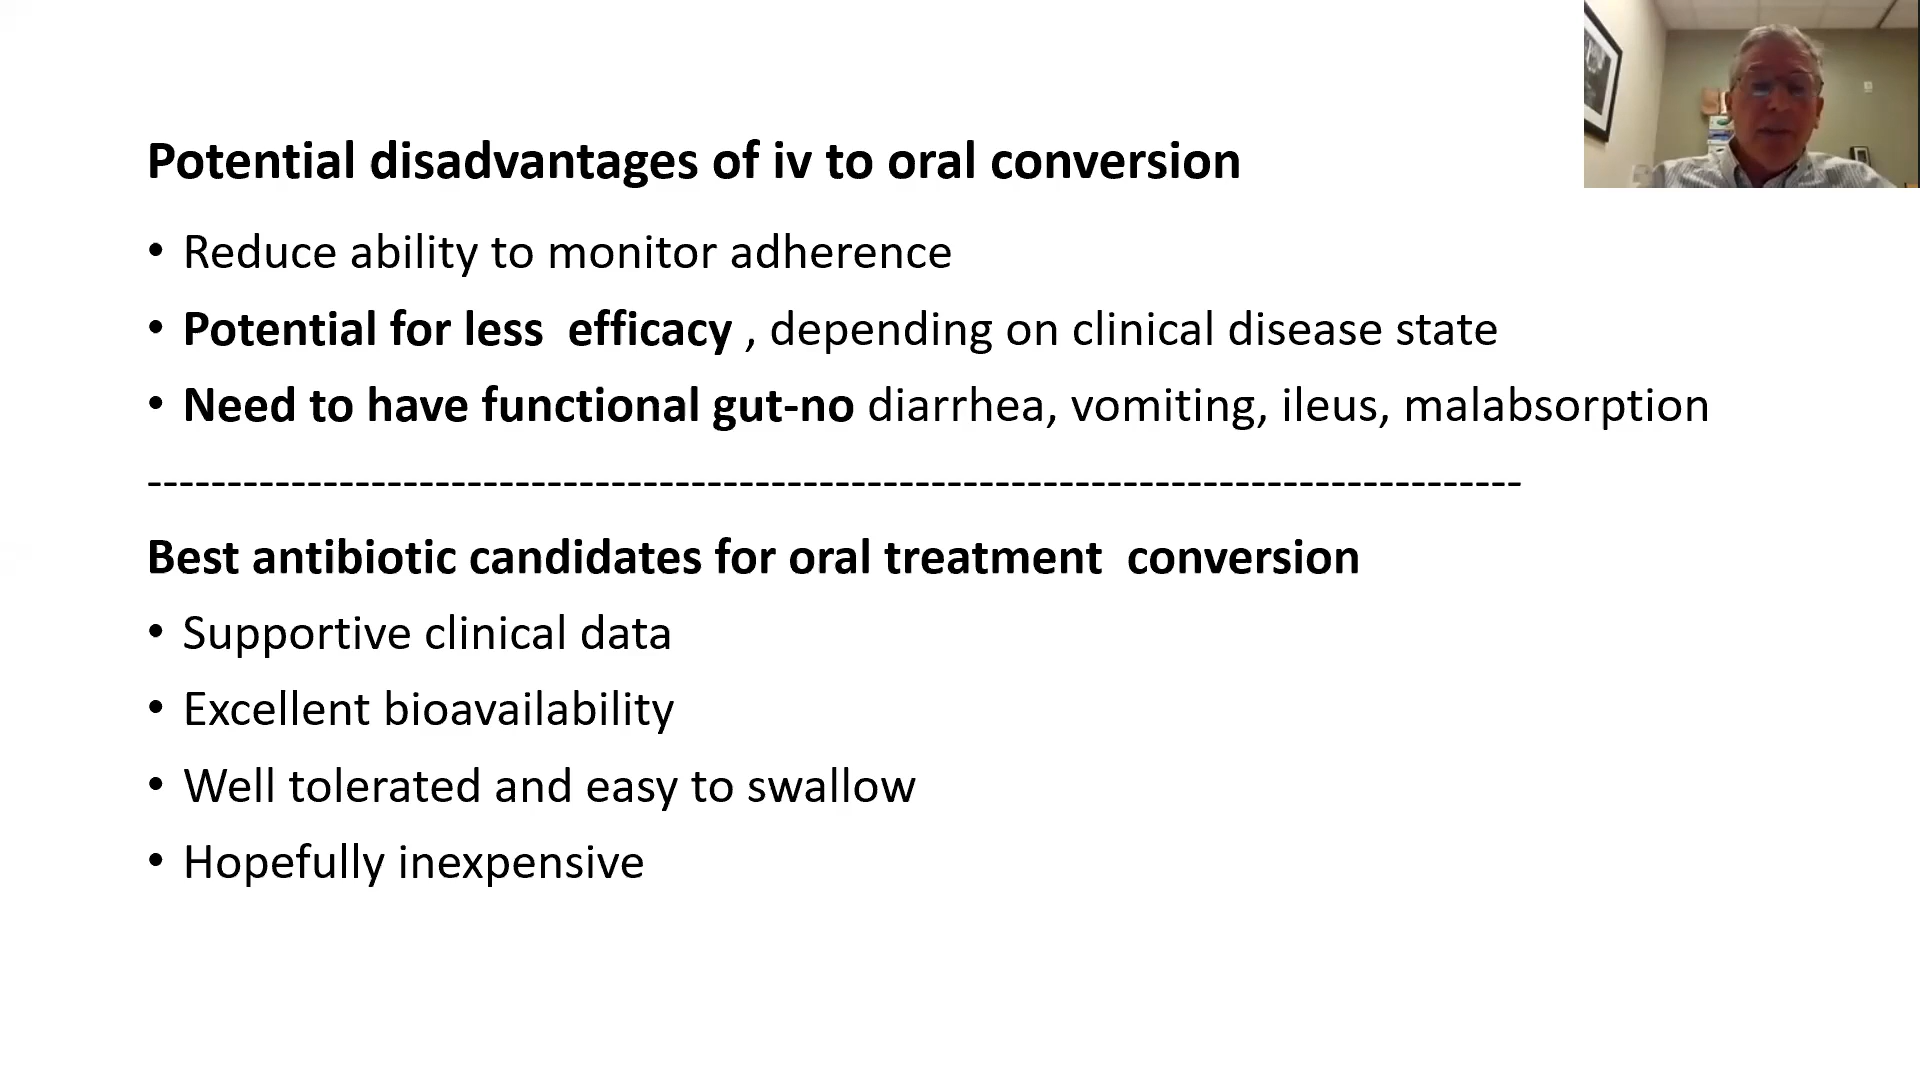 Potential disadvantages of iv to oral conversion
• Reduce ability to monitor adherence
• Potential for less  efficacy , depending on clinical disease state
• Need to have functional gut-no diarrhea, vomiting, ileus, malabsorption
--------------------------------------------------------------------------------------
Best antibiotic candidates for oral treatment  conversion
• Supportive clinical data
• Excellent bioavailability
• Well tolerated and easy to swallow
• Hopefully inexpensive